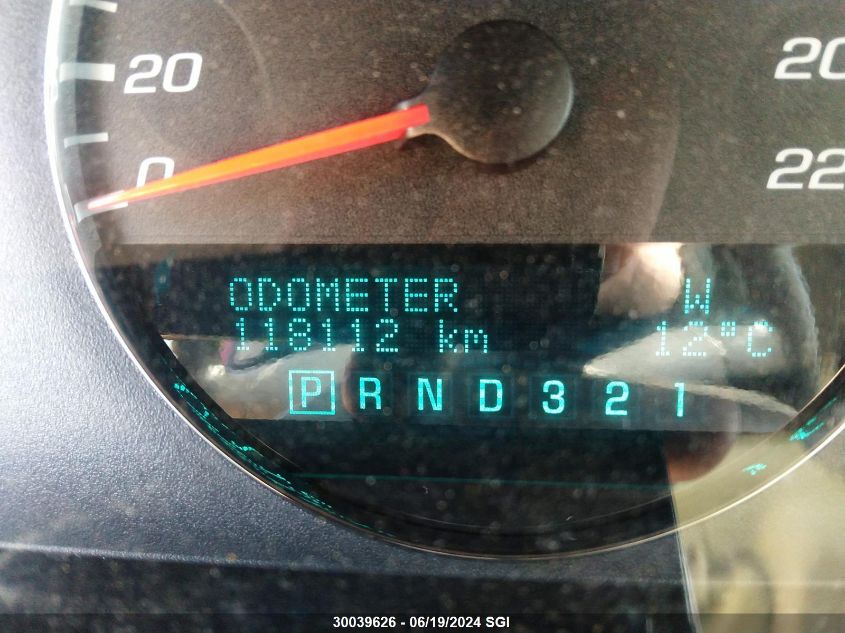 20
0
20
22
ODOMETER W
118112 km 12°C
P R N D 3 2 1
30039626 - 06/19/2024 SGI